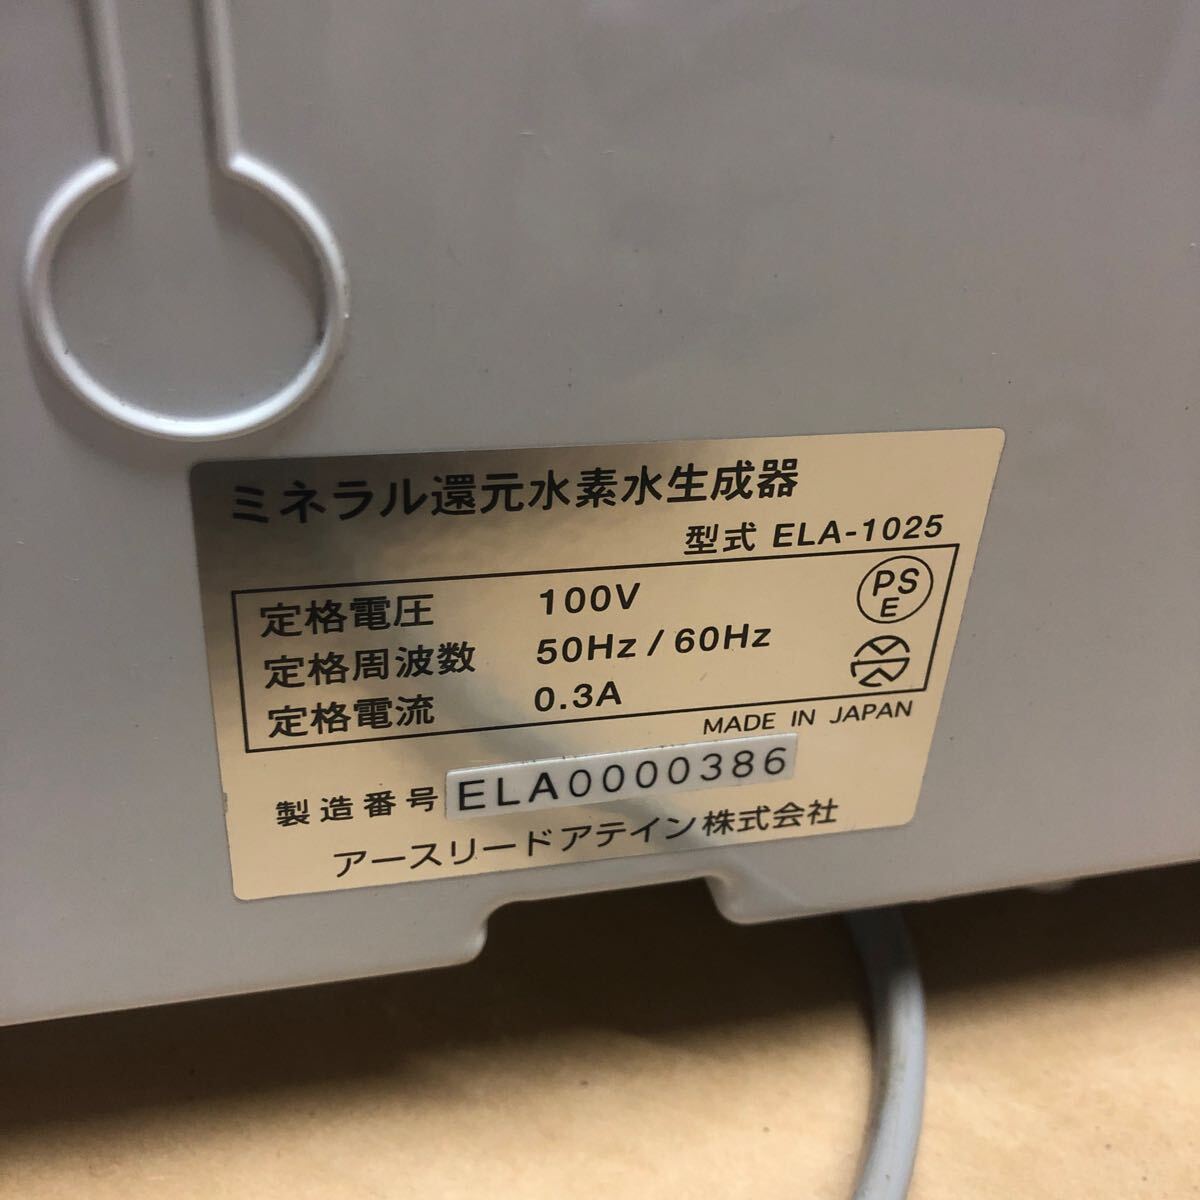 ミネラル還元水素水生成器
型式 ELA-1025
定格電圧 100V
定格周波数 50Hz / 60Hz
定格電流 0.3A
PS
E
MADE IN JAPAN
製造番号 ELA0000386
アースリードアテイン株式会社